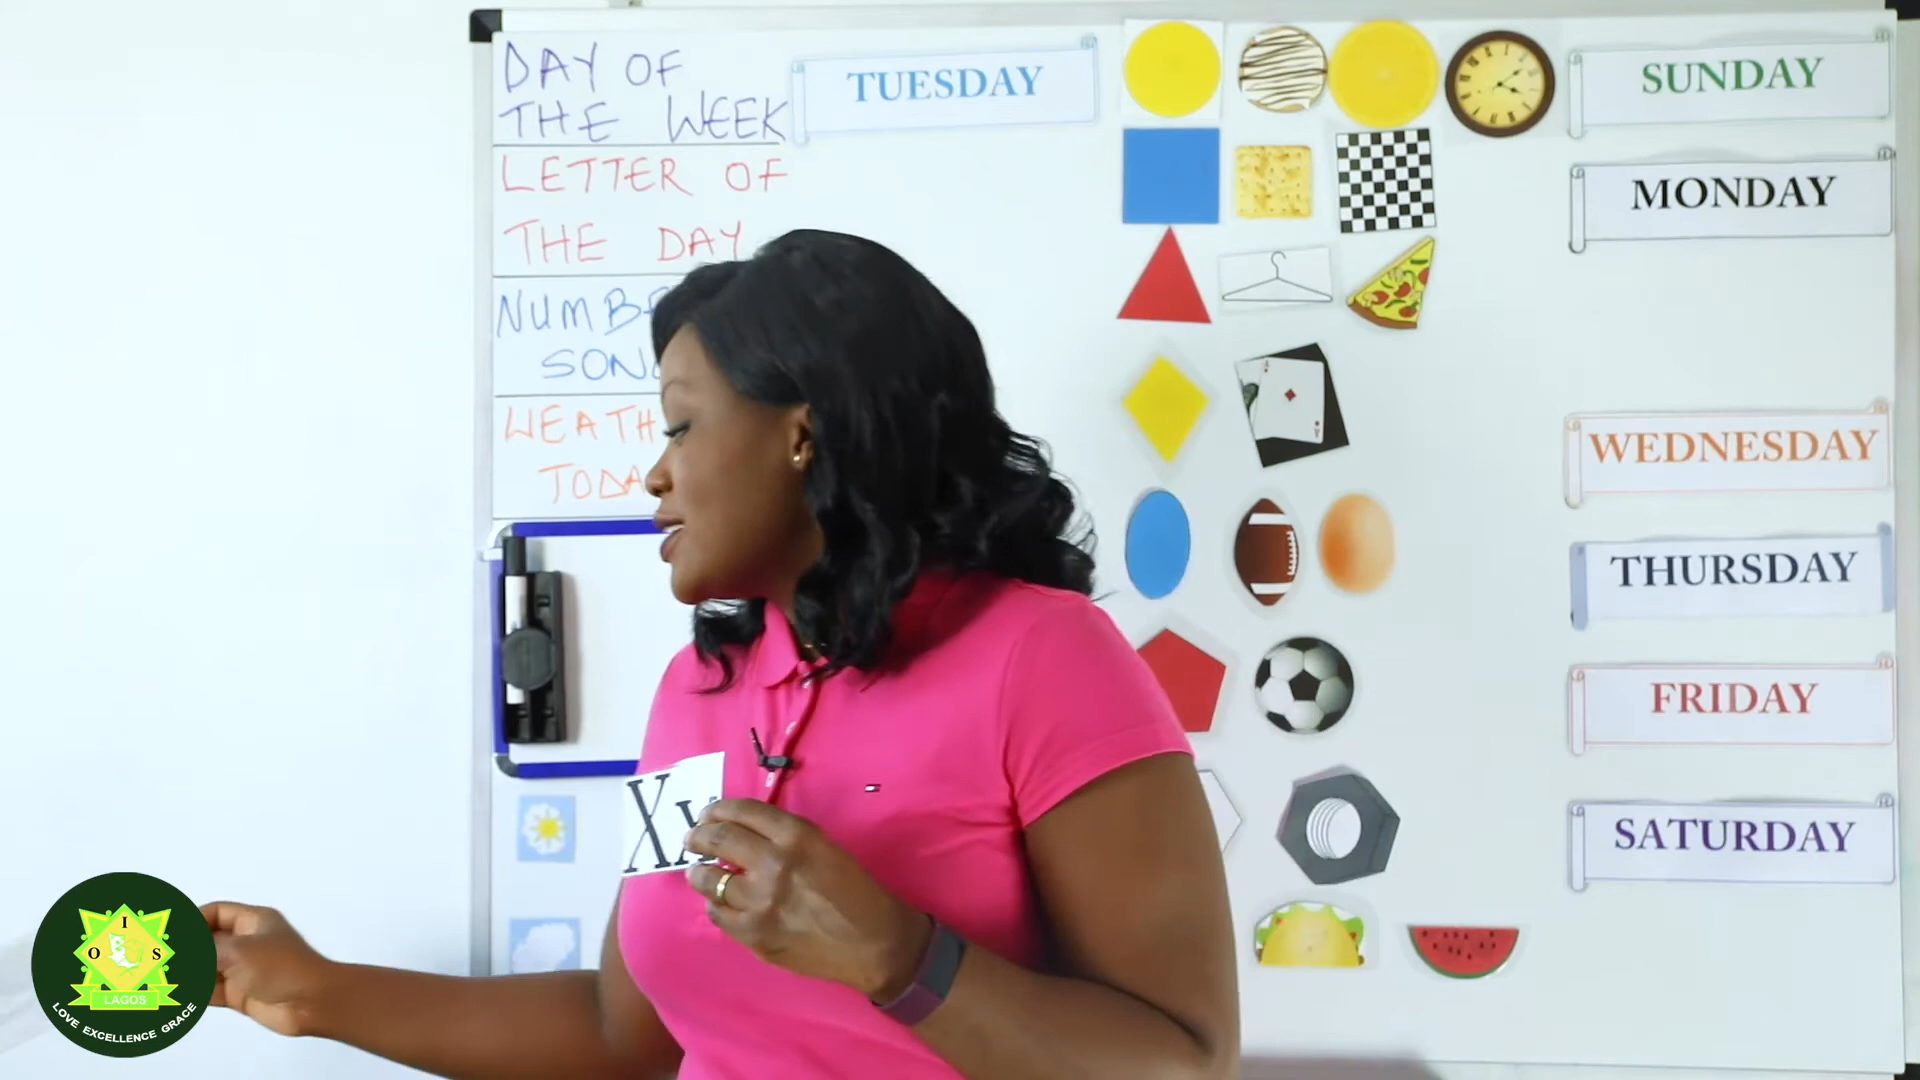 DAY OF
THE WEEK
TUESDAY
LETTER OF
THE DAY
SUNDAY
MONDAY
WEDNESDAY
THURSDAY
FRIDAY
SATURDAY
Xx
I
O S
LAGOS
LOVE EXCELLENCE GRACE